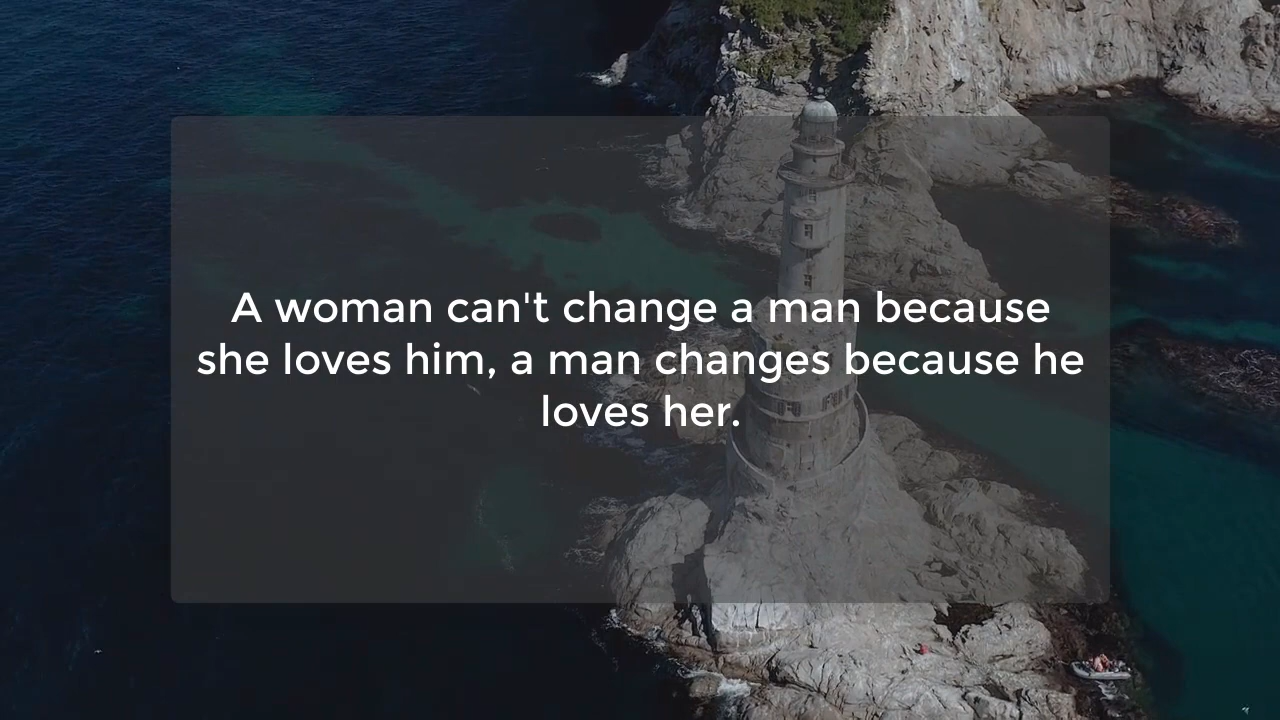 A woman can't change a man because
she loves him, a man changes because he
loves her.